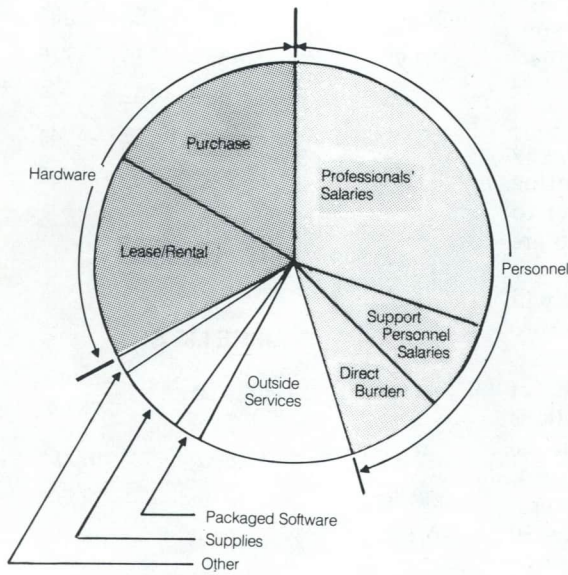 Purchase
Hardware
Professionals'
Salaries
Lease/Rental
Personnel
Support
Personnel
Salaries
Direct
Burden
Outside
Services
Packaged Software
Supplies
Other